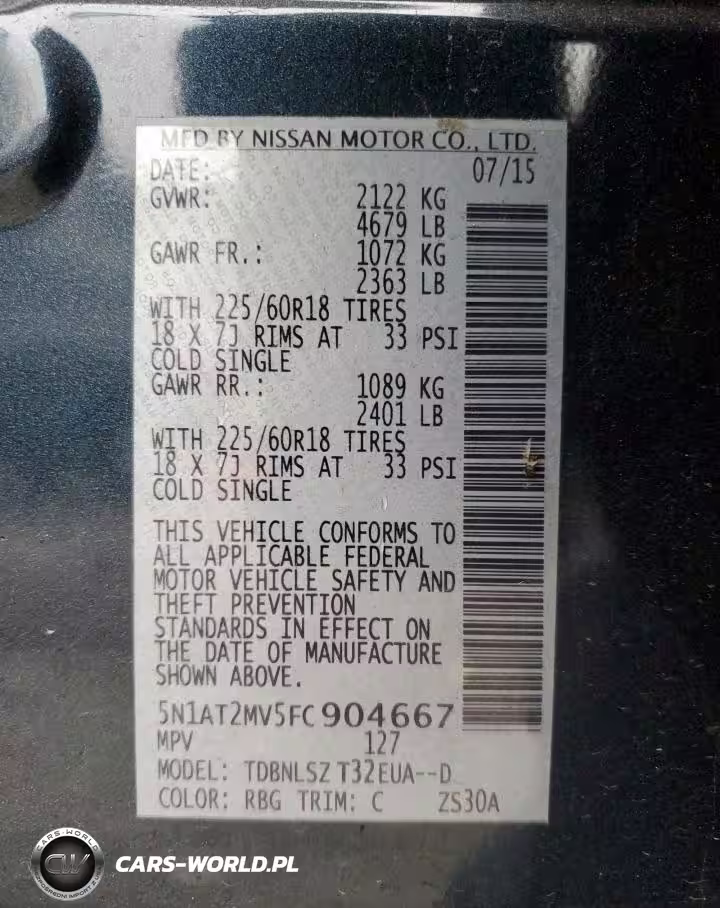 MFD BY NISSAN MOTOR CO., LTD.
DATE: 07/15
GVWR: 2122 KG
4679 LB
GAWR FR.: 1072 KG
2363 LB
WITH 225/60R18 TIRES
18 X 7J RIMS AT 33 PSI
COLD SINGLE
GAWR RR.: 1089 KG
2401 LB
WITH 225/60R18 TIRES
18 X 7J RIMS AT 33 PSI
COLD SINGLE
THIS VEHICLE CONFORMS TO
ALL APPLICABLE FEDERAL
MOTOR VEHICLE SAFETY AND
THEFT PREVENTION
STANDARDS IN EFFECT ON
THE DATE OF MANUFACTURE
SHOWN ABOVE.
5N1AT2MV5FC904667
MPV 127
MODEL: TDBNLSZ T32EUA--D
COLOR: RBG TRIM: C ZS30A
CARS-WORLD
CARS-WORLD.PL